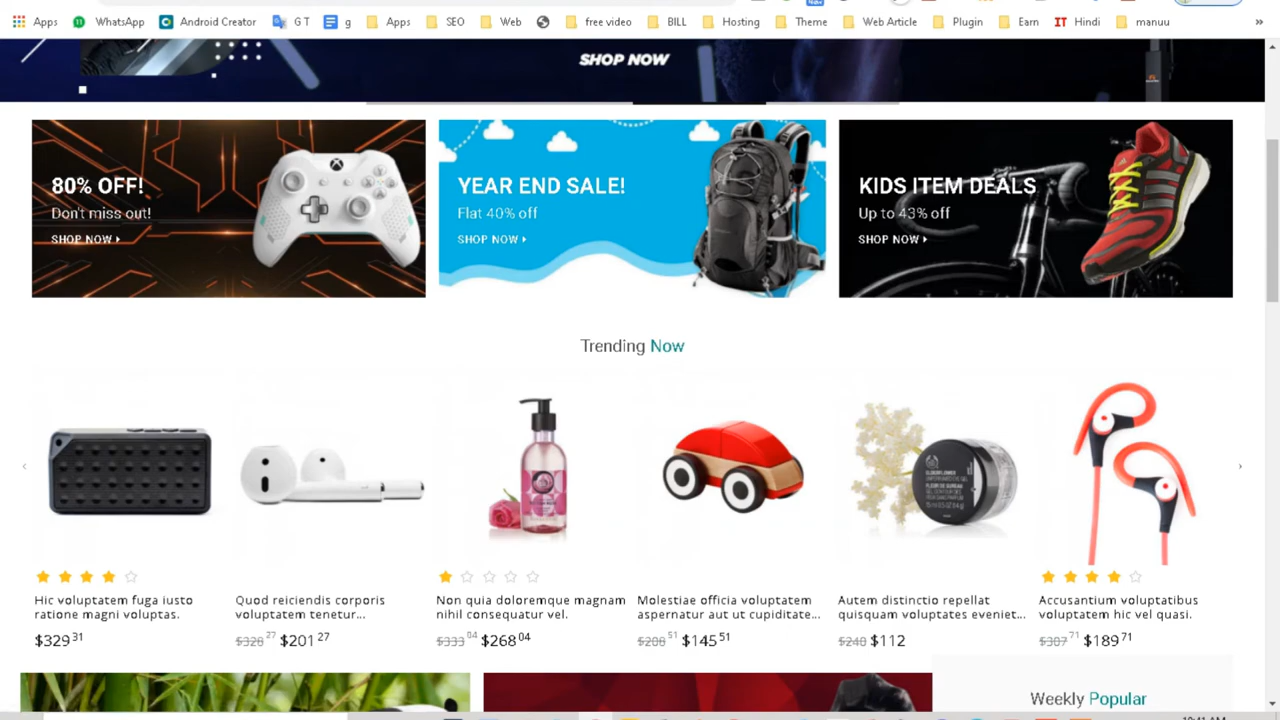 Apps WhatsApp Android Creator G T g Apps SEO Web free video BILL Hosting Theme Web Article Plugin Earn IT Hindi manuu »
SHOP NOW
80% OFF!
Don't miss out!
SHOP NOW
YEAR END SALE!
Flat 40% off
SHOP NOW
KIDS ITEM DEALS
Up to 43% off
SHOP NOW
Trending Now
Hic voluptatem fuga iusto
ratione magni voluptas.
$329 31
Quod reiciendis corporis
voluptatem tenetur...
$328 27 $201 27
Non quia doloremque magnam
nihil consequatur vel.
$333 04 $268 04
Molestiae officia voluptatem
aspernatur aut ut cupiditate...
$208 51 $145 51
Autem distinctio repellat
quisquam voluptates eveniet...
$240 $112
Accusantium voluptatibus
voluptatem hic vel quasi.
$307 71 $189 71
Weekly Popular